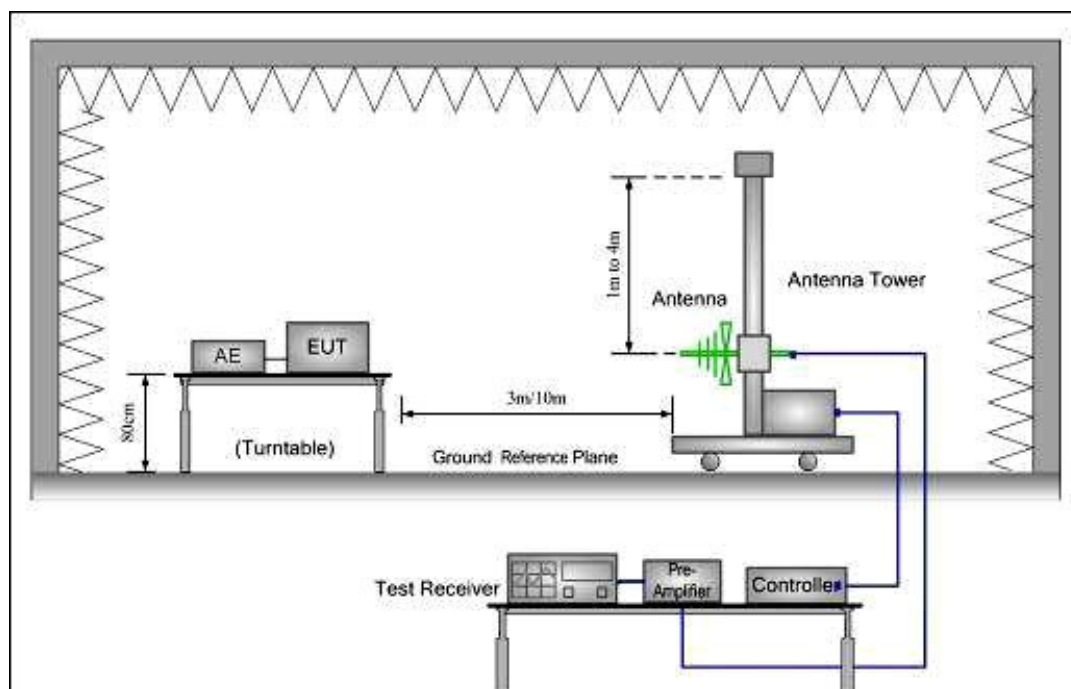 1m to 4m
Antenna Tower
Antenna
AE
EUT
80cm
3m/10m
(Turntable)
Ground Reference Plane
Test Receiver
Pre-
Amplifier
Controller